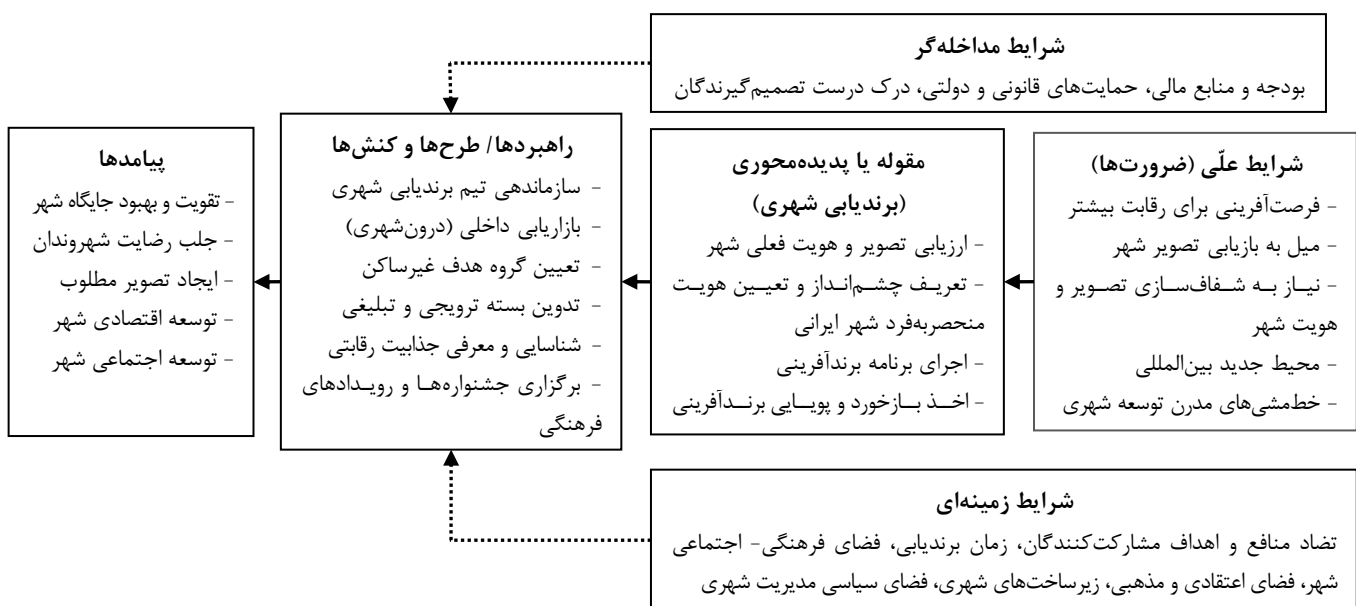 شرایط مداخله‌گر
بودجه و منابع مالی، حمایت‌های قانونی و دولتی، درک درست تصمیم‌گیرندگان
شرایط علّی (ضرورت‌ها)
- فرصت‌آفرینی برای رقابت بیشتر
- میل به بازیابی تصویر شهر
- نیاز به شفاف‌سازی تصویر و
هویت شهر
- محیط جدید بین‌المللی
- خط‌مشی‌های مدرن توسعه شهری
مقوله یا پدیده‌محوری
(برندیابی شهری)
- ارزیابی تصویر و هویت فعلی شهر
- تعریف چشم‌انداز و تعیین هویت
منحصربه‌فرد شهر ایرانی
- اجرای برنامه برندآفرینی
- اخذ بازخورد و پویایی برندآفرینی
راهبردها/ طرح‌ها و کنش‌ها
- سازماندهی تیم برندیابی شهری
- بازاریابی داخلی (درون‌شهری)
- تعیین گروه هدف غیرساکن
- تدوین بسته ترویجی و تبلیغی
- شناسایی و معرفی جذابیت رقابتی
- برگزاری جشنواره‌ها و رویدادهای
فرهنگی
پیامدها
- تقویت و بهبود جایگاه شهر
- جلب رضایت شهروندان
- ایجاد تصویر مطلوب
- توسعه اقتصادی شهر
- توسعه اجتماعی شهر
شرایط زمینه‌ای
تضاد منافع و اهداف مشارکت‌کنندگان، زمان برندیابی، فضای فرهنگی- اجتماعی
شهر، فضای اعتقادی و مذهبی، زیرساخت‌های شهری، فضای سیاسی مدیریت شهری